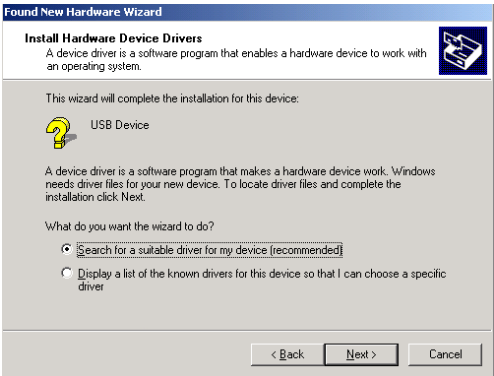 Found New Hardware Wizard
Install Hardware Device Drivers
A device driver is a software program that enables a hardware device to work with
an operating system.
This wizard will complete the installation for this device:
USB Device
A device driver is a software program that makes a hardware device work. Windows
needs driver files for your new device. To locate driver files and complete the
installation click Next.
What do you want the wizard to do?
Search for a suitable driver for my device (recommended)
Display a list of the known drivers for this device so that I can choose a specific
driver
< Back
Next >
Cancel